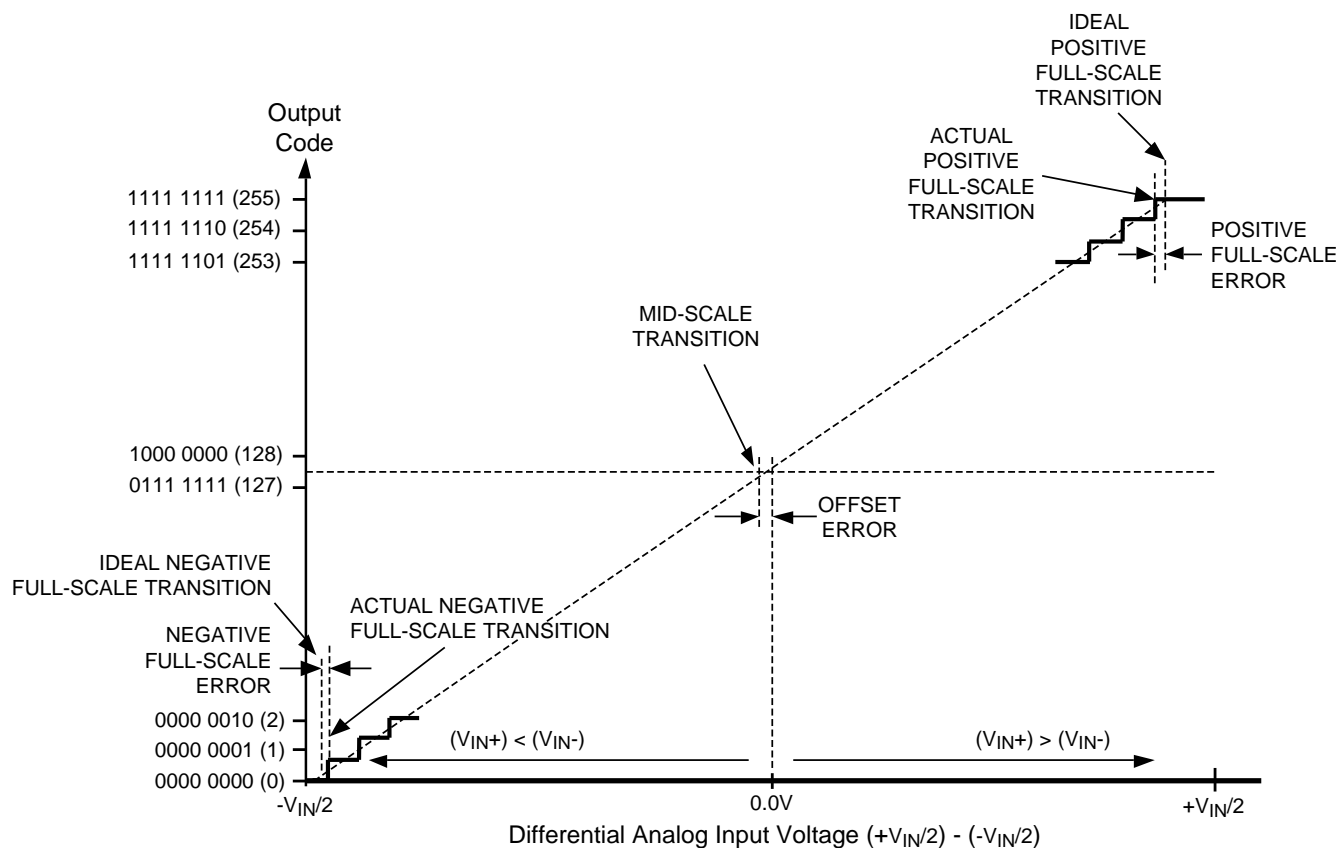 IDEAL
POSITIVE
FULL-SCALE
TRANSITION
Output
Code
ACTUAL
POSITIVE
FULL-SCALE
TRANSITION
1111 1111 (255)
1111 1110 (254)
1111 1101 (253)
POSITIVE
FULL-SCALE
ERROR
MID-SCALE
TRANSITION
1000 0000 (128)
0111 1111 (127)
OFFSET
ERROR
IDEAL NEGATIVE
FULL-SCALE TRANSITION
ACTUAL NEGATIVE
FULL-SCALE TRANSITION
NEGATIVE
FULL-SCALE
ERROR
0000 0010 (2)
0000 0001 (1)
0000 0000 (0)
(VIN+) < (VIN-)
(VIN+) > (VIN-)
-VIN/2
0.0V
+VIN/2
Differential Analog Input Voltage (+VIN/2) - (-VIN/2)